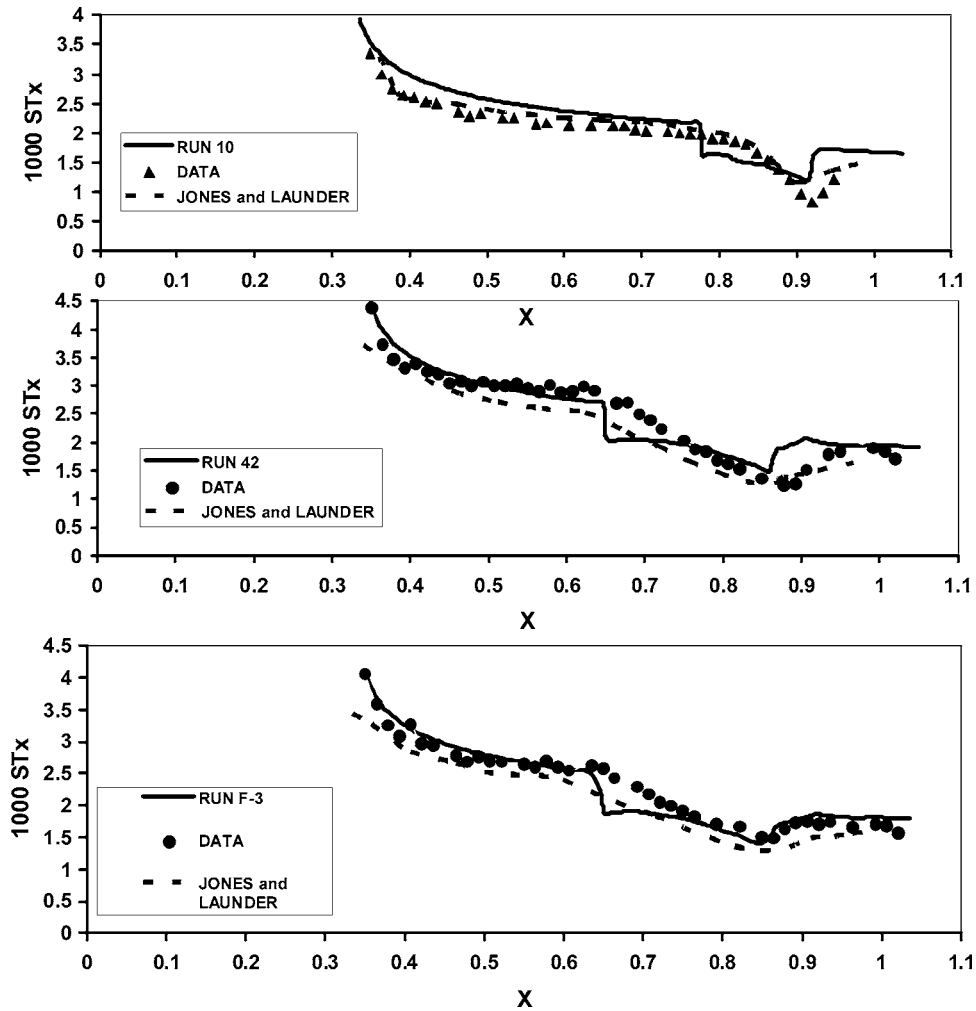 4
3.5
3
2.5
2
1.5
1
0.5
0
1000 STx
RUN 10
DATA
JONES and LAUNDER
0 0.1 0.2 0.3 0.4 0.5 0.6 0.7 0.8 0.9 1 1.1
X
4.5
4
3.5
3
2.5
2
1.5
1
0.5
0
1000 STx
RUN 42
DATA
JONES and LAUNDER
0 0.1 0.2 0.3 0.4 0.5 0.6 0.7 0.8 0.9 1 1.1
X
4.5
4
3.5
3
2.5
2
1.5
1
0.5
0
1000 STx
RUN F-3
DATA
JONES and
LAUNDER
0 0.1 0.2 0.3 0.4 0.5 0.6 0.7 0.8 0.9 1 1.1
X